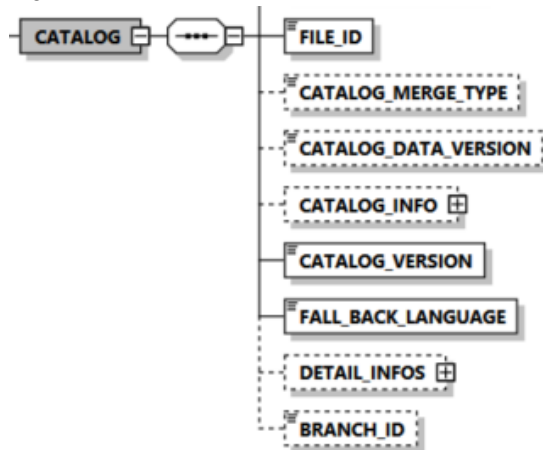 CATALOG
FILE_ID
CATALOG_MERGE_TYPE
CATALOG_DATA_VERSION
CATALOG_INFO
CATALOG_VERSION
FALL_BACK_LANGUAGE
DETAIL_INFOS
BRANCH_ID